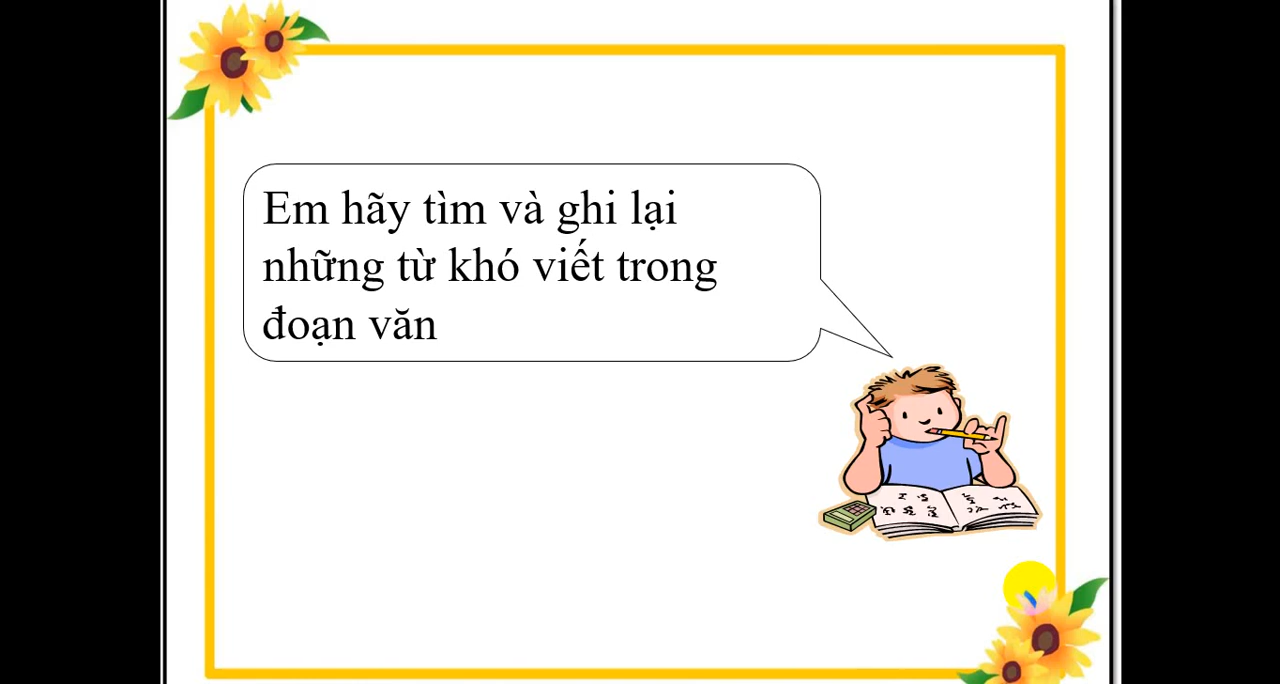 Em hãy tìm và ghi lại
những từ khó viết trong
đoạn văn